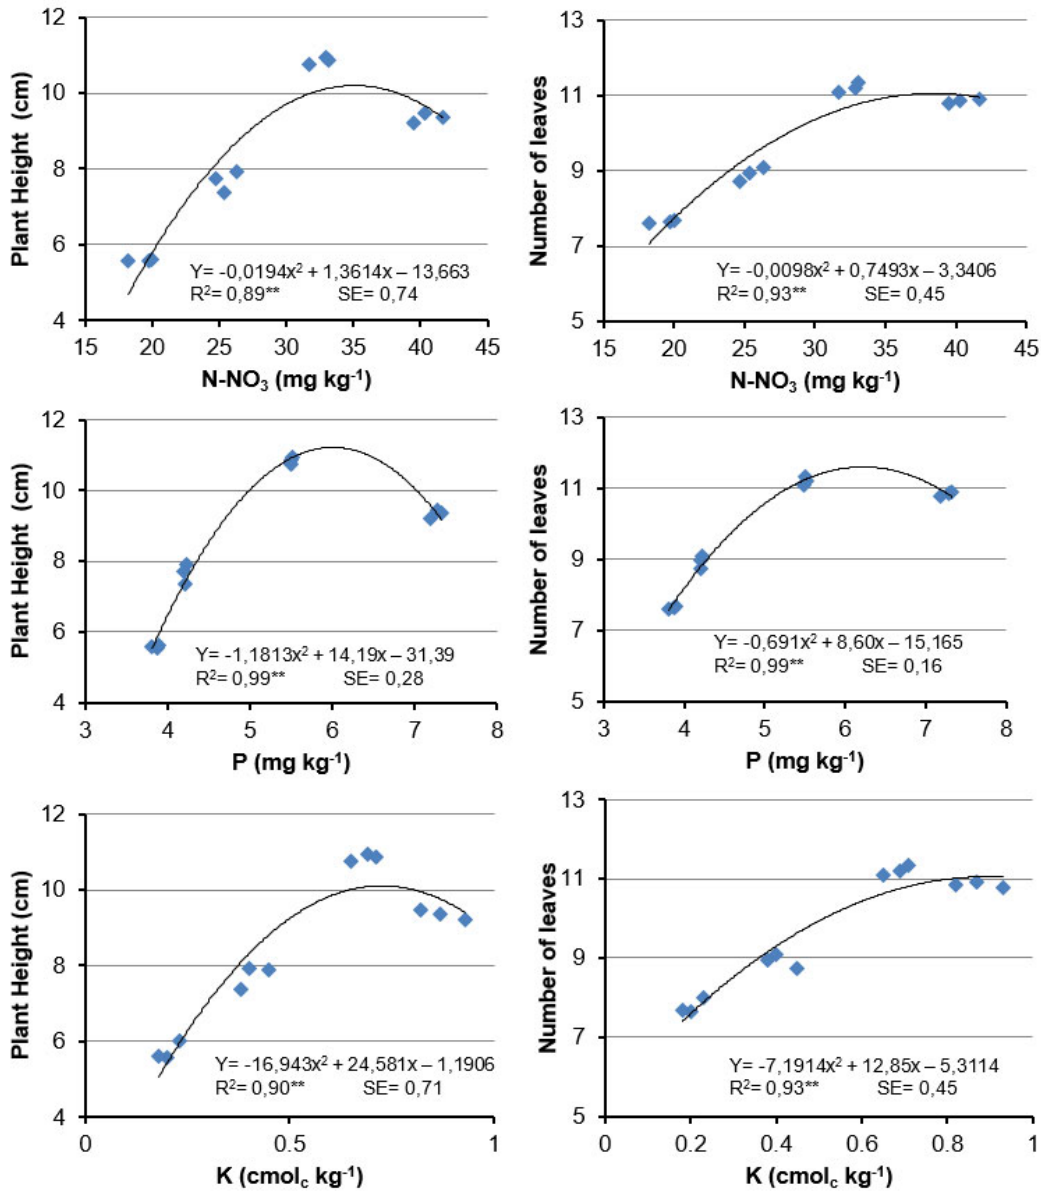 12
10
8
6
4
Plant Height (cm)
Y= -0,0194x² + 1,3614x – 13,663
R²= 0,89** SE= 0,74
15 20 25 30 35 40 45
N-NO₃ (mg kg⁻¹)
13
11
9
7
5
Number of leaves
Y= -0,0098x² + 0,7493x – 3,3406
R²= 0,93** SE= 0,45
15 20 25 30 35 40 45
N-NO₃ (mg kg⁻¹)
12
10
8
6
4
Plant Height (cm)
Y= -1,1813x² + 14,19x – 31,39
R²= 0,99** SE= 0,28
3 4 5 6 7 8
P (mg kg⁻¹)
13
11
9
7
5
Number of leaves
Y= -0,691x² + 8,60x – 15,165
R²= 0,99** SE= 0,16
3 4 5 6 7 8
P (mg kg⁻¹)
12
10
8
6
4
Plant Height (cm)
Y= -16,943x² + 24,581x – 1,1906
R²= 0,90** SE= 0,71
0 0.5 1
K (cmol꜀ kg⁻¹)
13
11
9
7
5
Number of leaves
Y= -7,1914x² + 12,85x – 5,3114
R²= 0,93** SE= 0,45
0 0.2 0.4 0.6 0.8 1
K (cmol꜀ kg⁻¹)